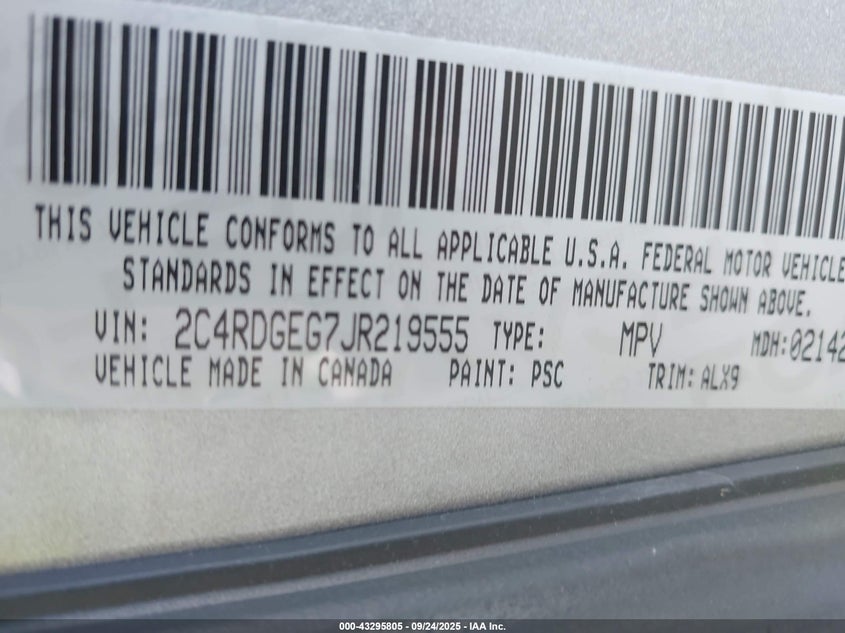 THIS VEHICLE CONFORMS TO ALL APPLICABLE U.S.A. FEDERAL MOTOR VEHICLE
STANDARDS IN EFFECT ON THE DATE OF MANUFACTURE SHOWN ABOVE.
VIN: 2C4RDGEG7JR219555 TYPE: MPV MDH:02142
VEHICLE MADE IN CANADA PAINT: PSC TRIM: ALX9
000-43295805 - 09/24/2025 - IAA Inc.